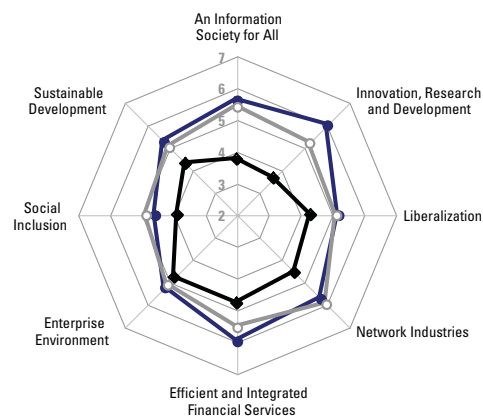 An Information
Society for All
Innovation, Research
and Development
Liberalization
Network Industries
Efficient and Integrated
Financial Services
Enterprise
Environment
Social
Inclusion
Sustainable
Development
7
6
5
4
3
2